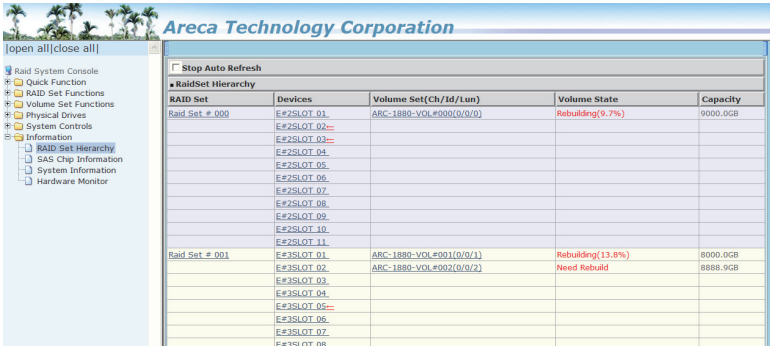 Areca Technology Corporation
|open all|close all|
Raid System Console
Quick Function
RAID Set Functions
Volume Set Functions
Physical Drives
System Controls
Information
RAID Set Hierarchy
SAS Chip Information
System Information
Hardware Monitor
Stop Auto Refresh
RaidSet Hierarchy
RAID Set Devices Volume Set(Ch/Id/Lun) Volume State Capacity
Raid Set # 000 E#2SLOT 01 ARC-1880-VOL#000(0/0/0) Rebuilding(9.7%) 9000.0GB
E#2SLOT 02←
E#2SLOT 03←
E#2SLOT 04
E#2SLOT 05
E#2SLOT 06
E#2SLOT 07
E#2SLOT 08
E#2SLOT 09
E#2SLOT 10
E#2SLOT 11
Raid Set # 001 E#3SLOT 01 ARC-1880-VOL#001(0/0/1) Rebuilding(13.8%) 8000.0GB
E#3SLOT 02 ARC-1880-VOL#002(0/0/2) Need Rebuild 8888.9GB
E#3SLOT 03
E#3SLOT 04
E#3SLOT 05←
E#3SLOT 06
E#3SLOT 07
E#3SLOT 08